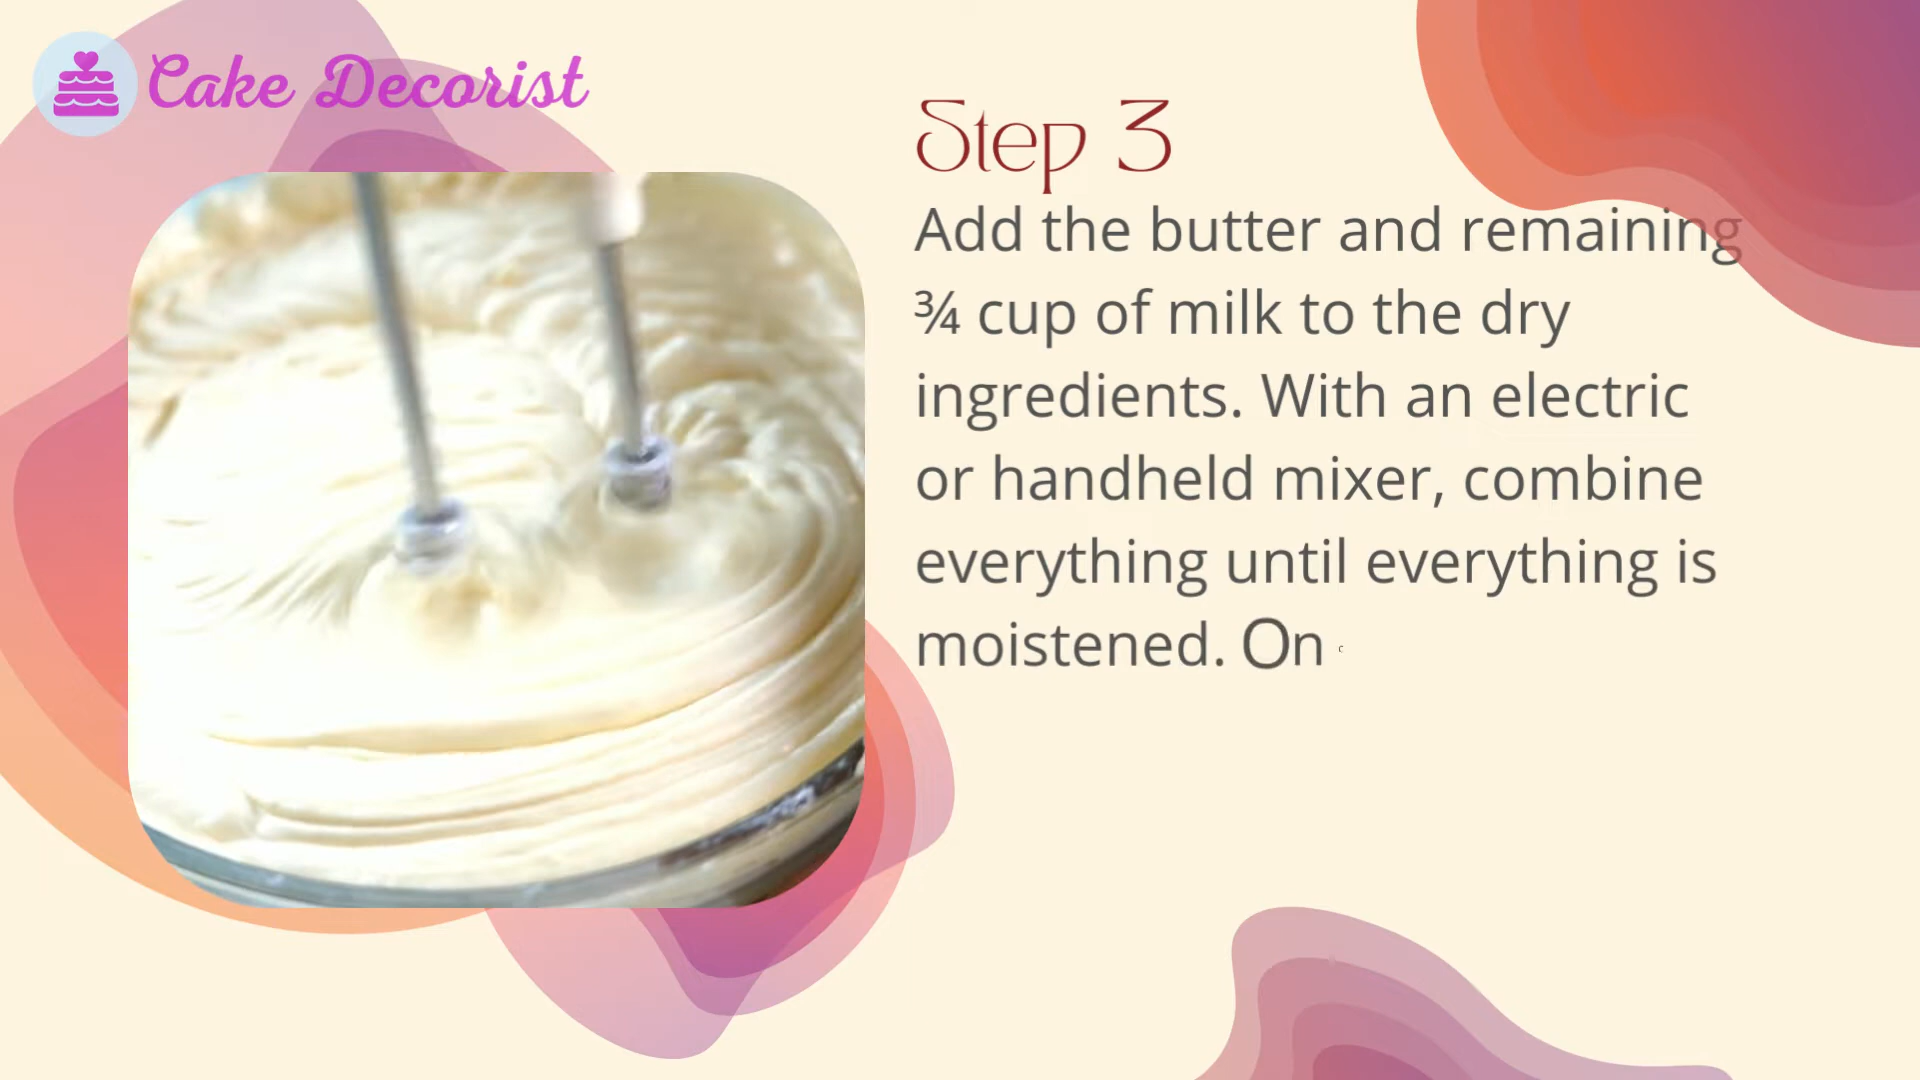 Cake Decorist
Step 3
Add the butter and remaining
¾ cup of milk to the dry
ingredients. With an electric
or handheld mixer, combine
everything until everything is
moistened. On